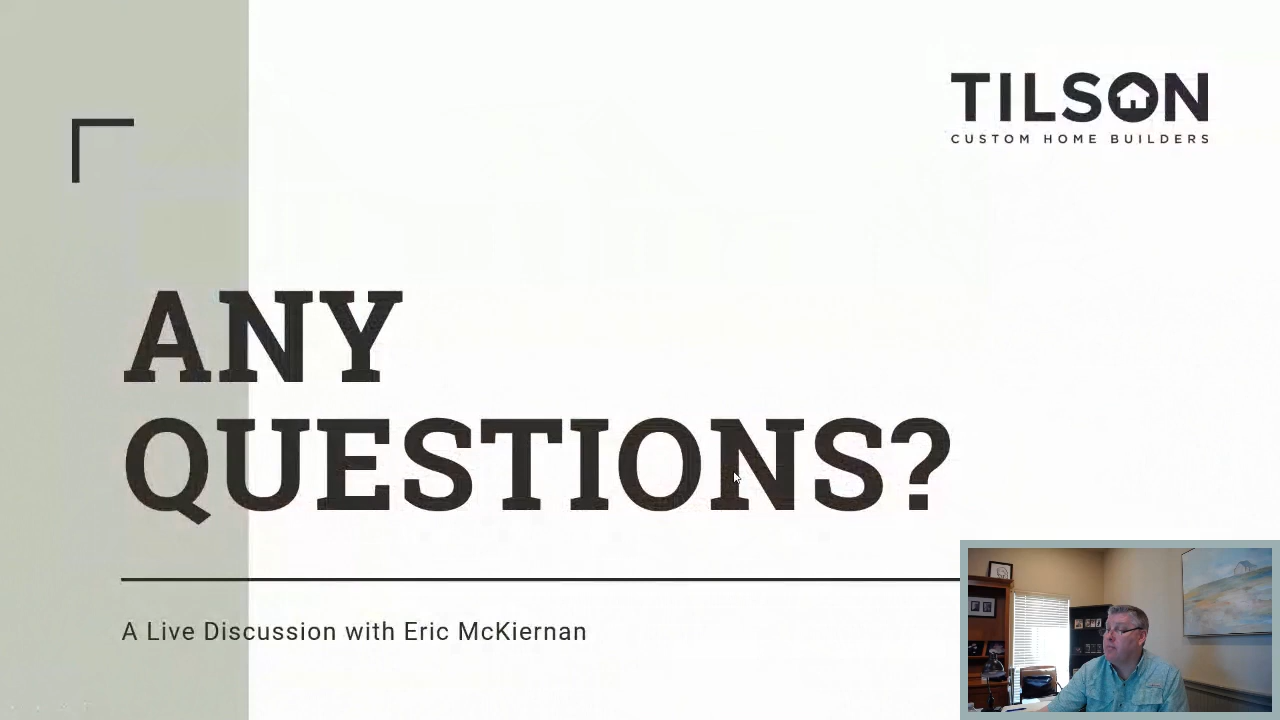 TILSON
CUSTOM HOME BUILDERS
ANY
QUESTIONS?
A Live Discussion with Eric McKiernan